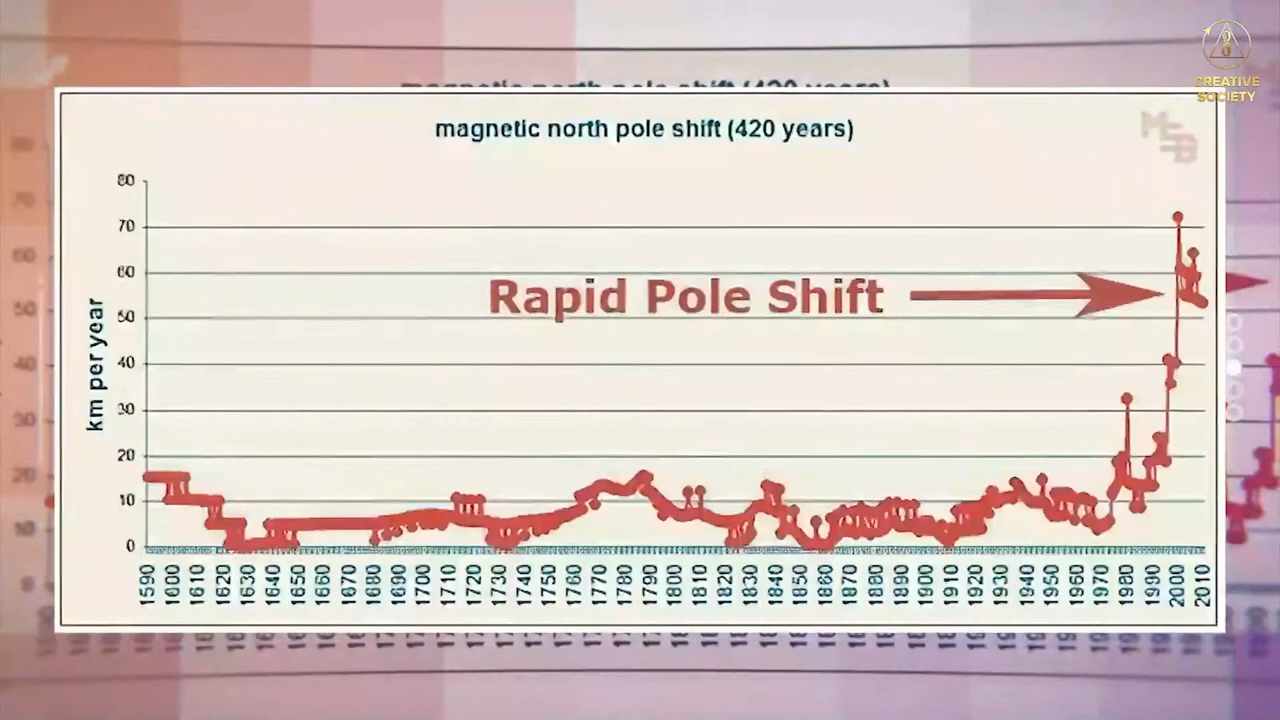 CREATIVE
SOCIETY
magnetic north pole shift (420 years)
MSB
80
70
60
50
40
30
20
10
0
km per year
Rapid Pole Shift
1590 1600 1610 1620 1630 1640 1650 1660 1670 1680 1690 1700 1710 1720 1730 1740 1750 1760 1770 1780 1790 1800 1810 1820 1830 1840 1850 1860 1870 1880 1890 1900 1910 1920 1930 1940 1950 1960 1970 1980 1990 2000 2010